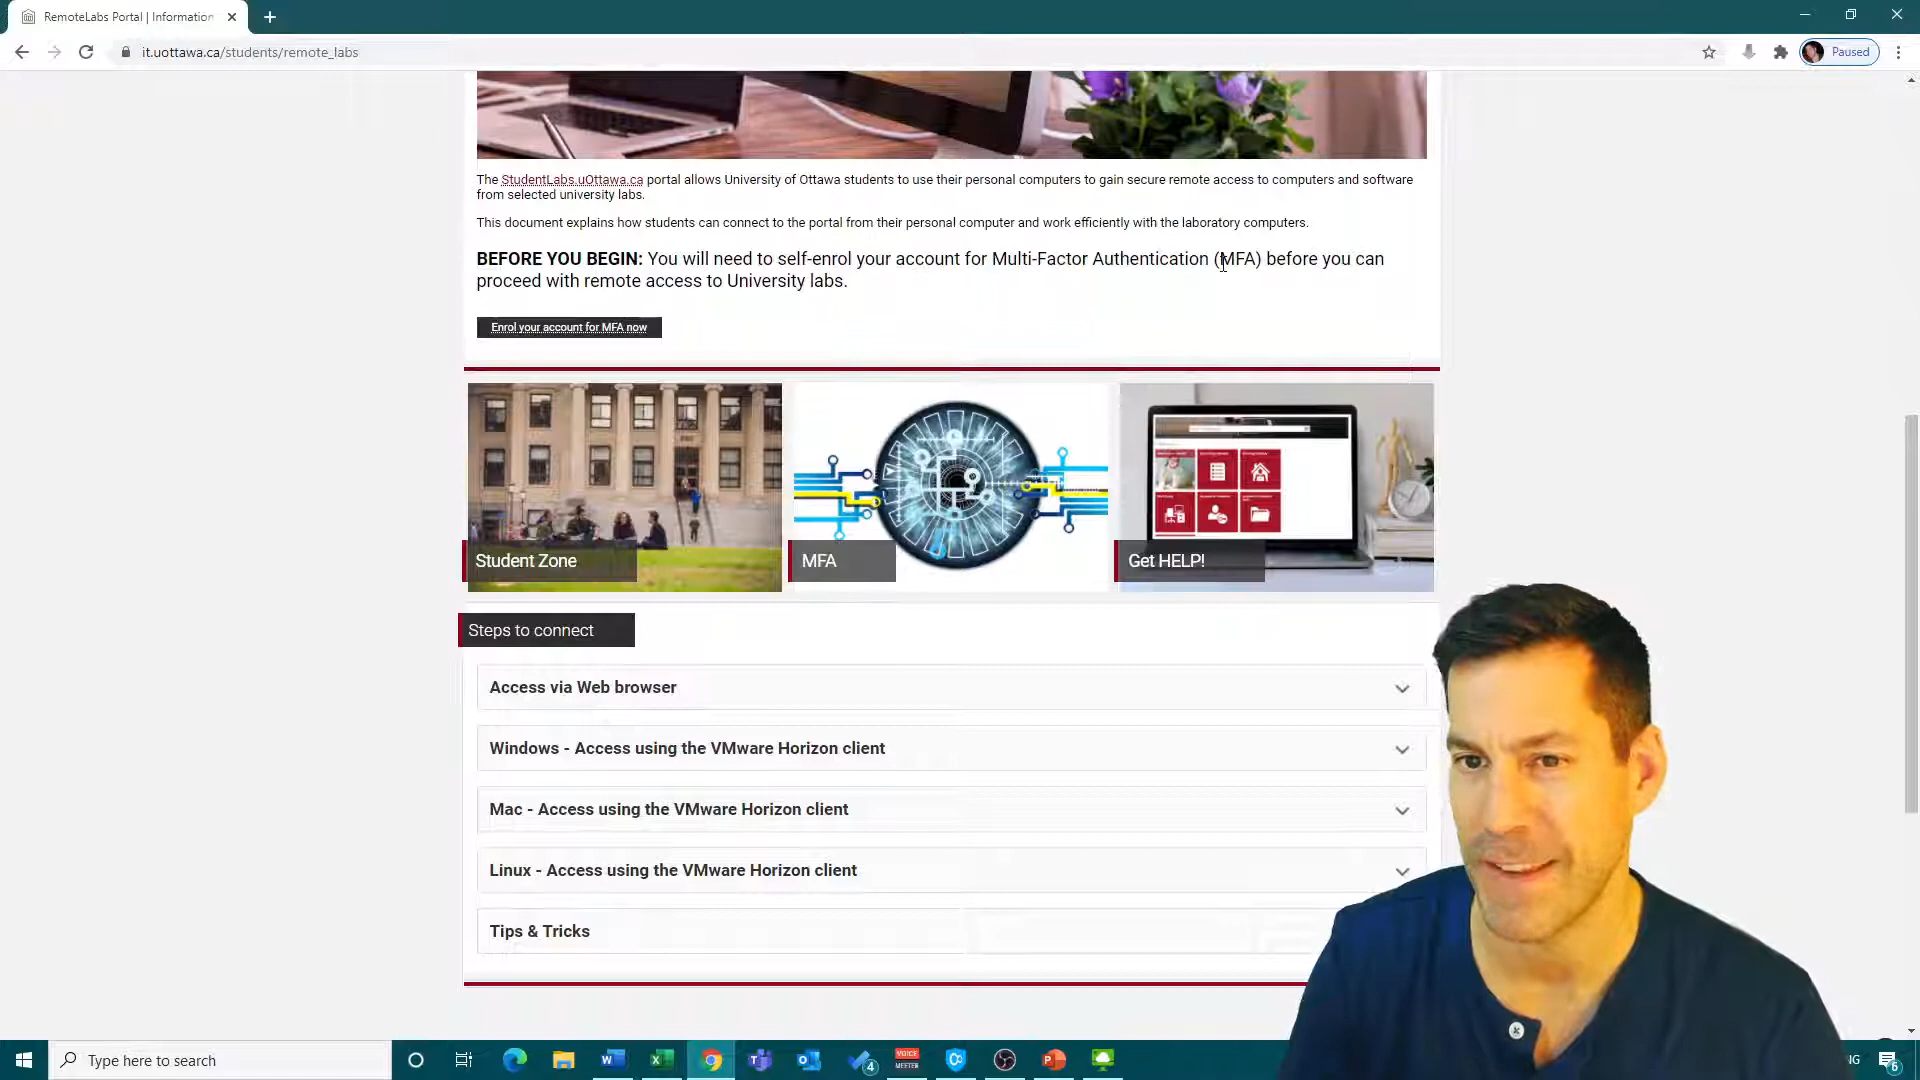 RemoteLabs Portal | Information
it.uottawa.ca/students/remote_labs
Paused
The StudentLabs.uOttawa.ca portal allows University of Ottawa students to use their personal computers to gain secure remote access to computers and software
from selected university labs.
This document explains how students can connect to the portal from their personal computer and work efficiently with the laboratory computers.
BEFORE YOU BEGIN: You will need to self-enrol your account for Multi-Factor Authentication (MFA) before you can
proceed with remote access to University labs.
Enrol your account for MFA now
Student Zone
MFA
Get HELP!
Steps to connect
Access via Web browser
Windows - Access using the VMware Horizon client
Mac - Access using the VMware Horizon client
Linux - Access using the VMware Horizon client
Tips & Tricks
Type here to search
4
VOICE
MEETER
NG
6